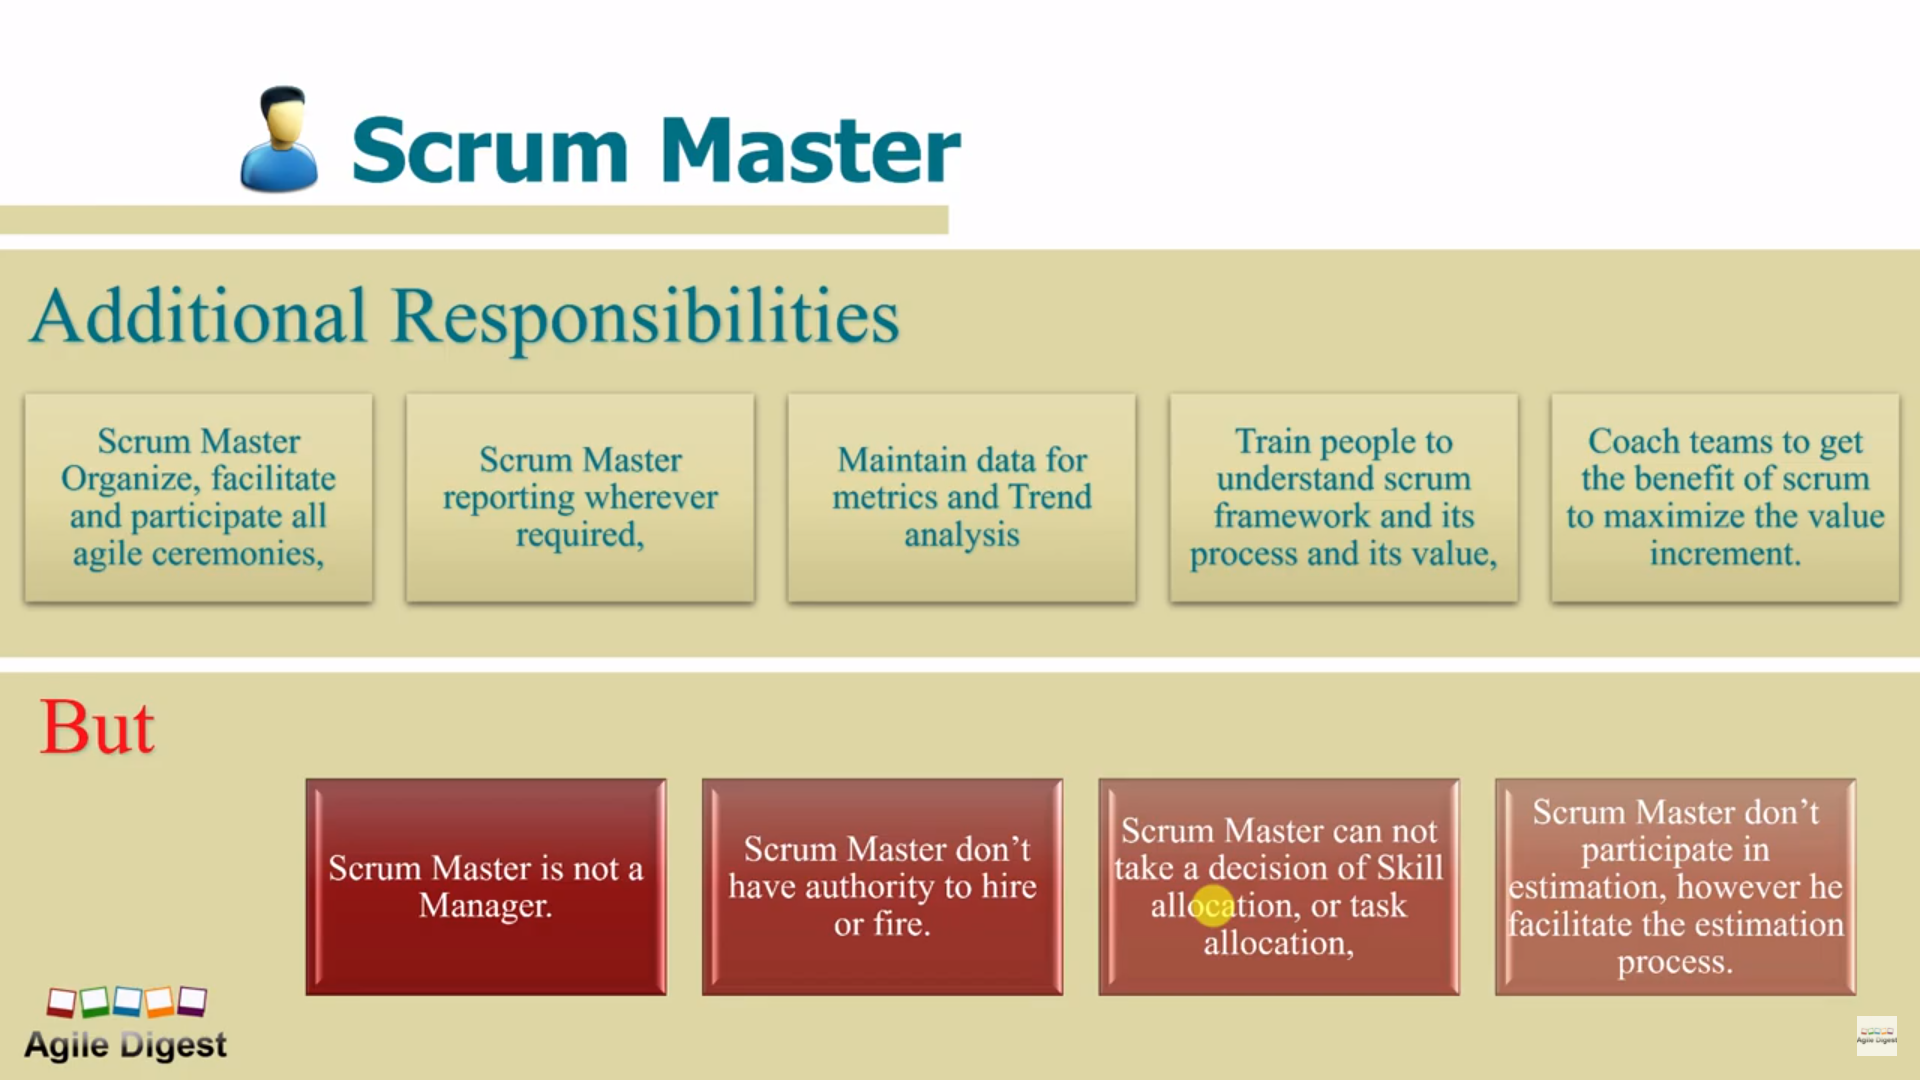 Scrum Master
Additional Responsibilities
Scrum Master
Organize, facilitate
and participate all
agile ceremonies,
Scrum Master
reporting wherever
required,
Maintain data for
metrics and Trend
analysis
Train people to
understand scrum
framework and its
process and its value,
Coach teams to get
the benefit of scrum
to maximize the value
increment.
But
Scrum Master is not a
Manager.
Scrum Master don’t
have authority to hire
or fire.
Scrum Master can not
take a decision of Skill
allocation, or task
allocation,
Scrum Master don’t
participate in
estimation, however he
facilitate the estimation
process.
Agile Digest
Agile Digest